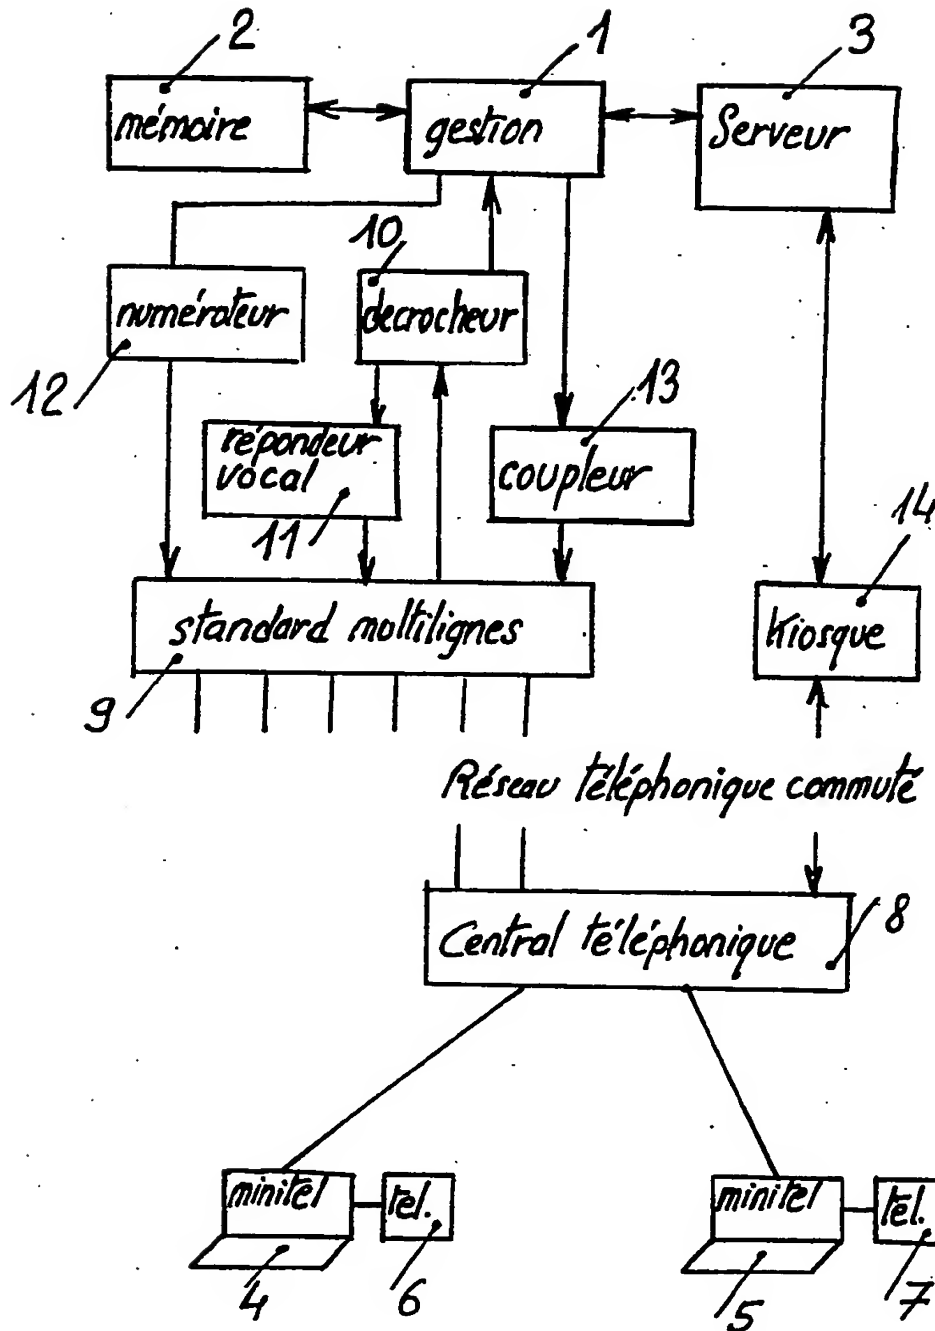 2
1
3
mémoire
gestion
Serveur
10
numérateur
decrocheur
12
13
répondeur
vocal
coupleur
11
14
standard moltilignes
Kiosque
9
Réseau téléphonique commuté
8
Central téléphonique
minitel
tel.
minitel
tél.
4
6
5
7